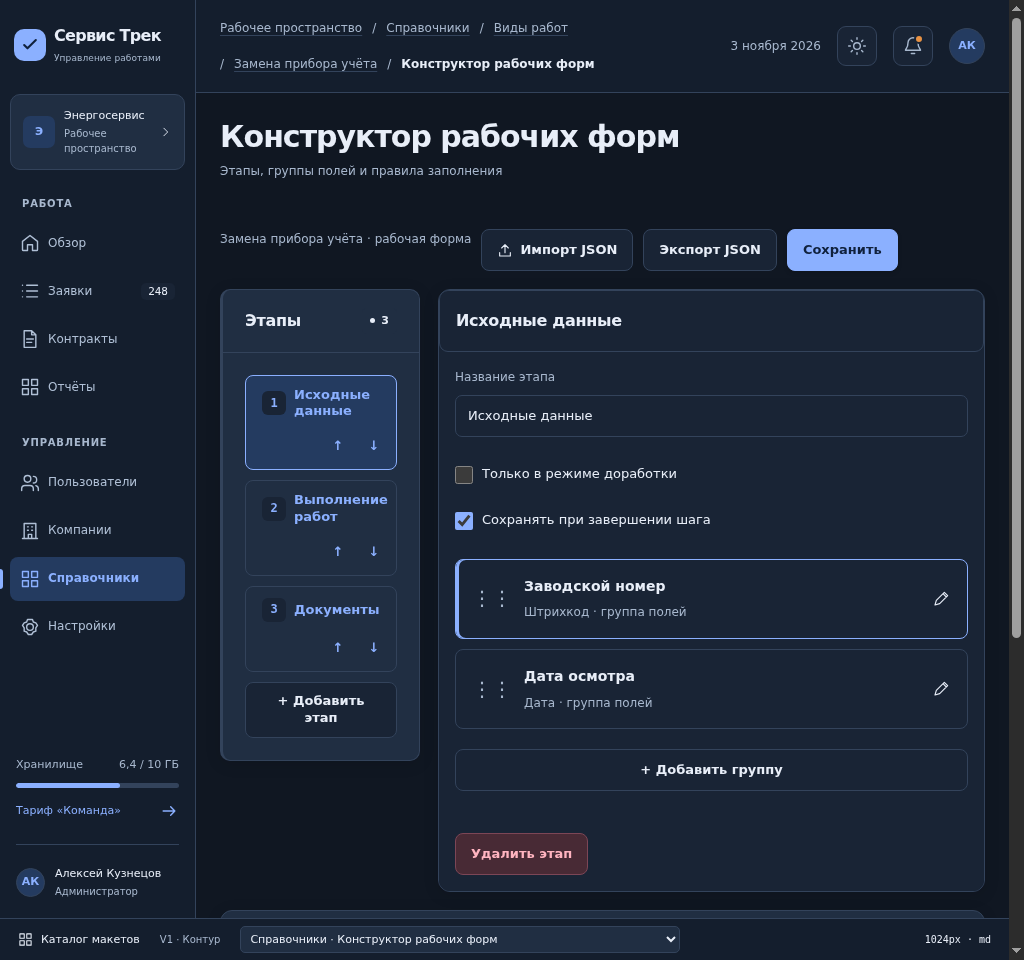 Сервис Трек
Управление работами
Э
Энергосервис
Рабочее
пространство
РАБОТА
Обзор
Заявки 248
Контракты
Отчёты
УПРАВЛЕНИЕ
Пользователи
Компании
Справочники
Настройки
Хранилище 6,4 / 10 ГБ
Тариф «Команда»
АК
Алексей Кузнецов
Администратор
Рабочее пространство / Справочники / Виды работ
/ Замена прибора учёта / Конструктор рабочих форм
3 ноября 2026
АК
Конструктор рабочих форм
Этапы, группы полей и правила заполнения
Замена прибора учёта · рабочая форма
Импорт JSON
Экспорт JSON
Сохранить
Этапы • 3
1 Исходные
данные
↑ ↓
2 Выполнение
работ
↑ ↓
3 Документы
↑ ↓
+ Добавить
этап
Исходные данные
Название этапа
Исходные данные
Только в режиме доработки
Сохранять при завершении шага
Заводской номер
Штрихкод · группа полей
Дата осмотра
Дата · группа полей
+ Добавить группу
Удалить этап
Каталог макетов
V1 · Контур
Справочники · Конструктор рабочих форм
1024px · md